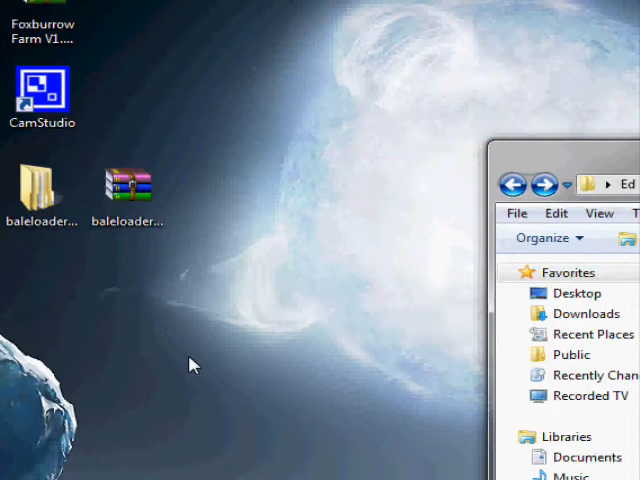 Foxburrow
Farm V1....
CamStudio
baleloader...
baleloader...
Ed
File Edit View T
Organize
Favorites
Desktop
Downloads
Recent Places
Public
Recently Chan
Recorded TV
Libraries
Documents
Music